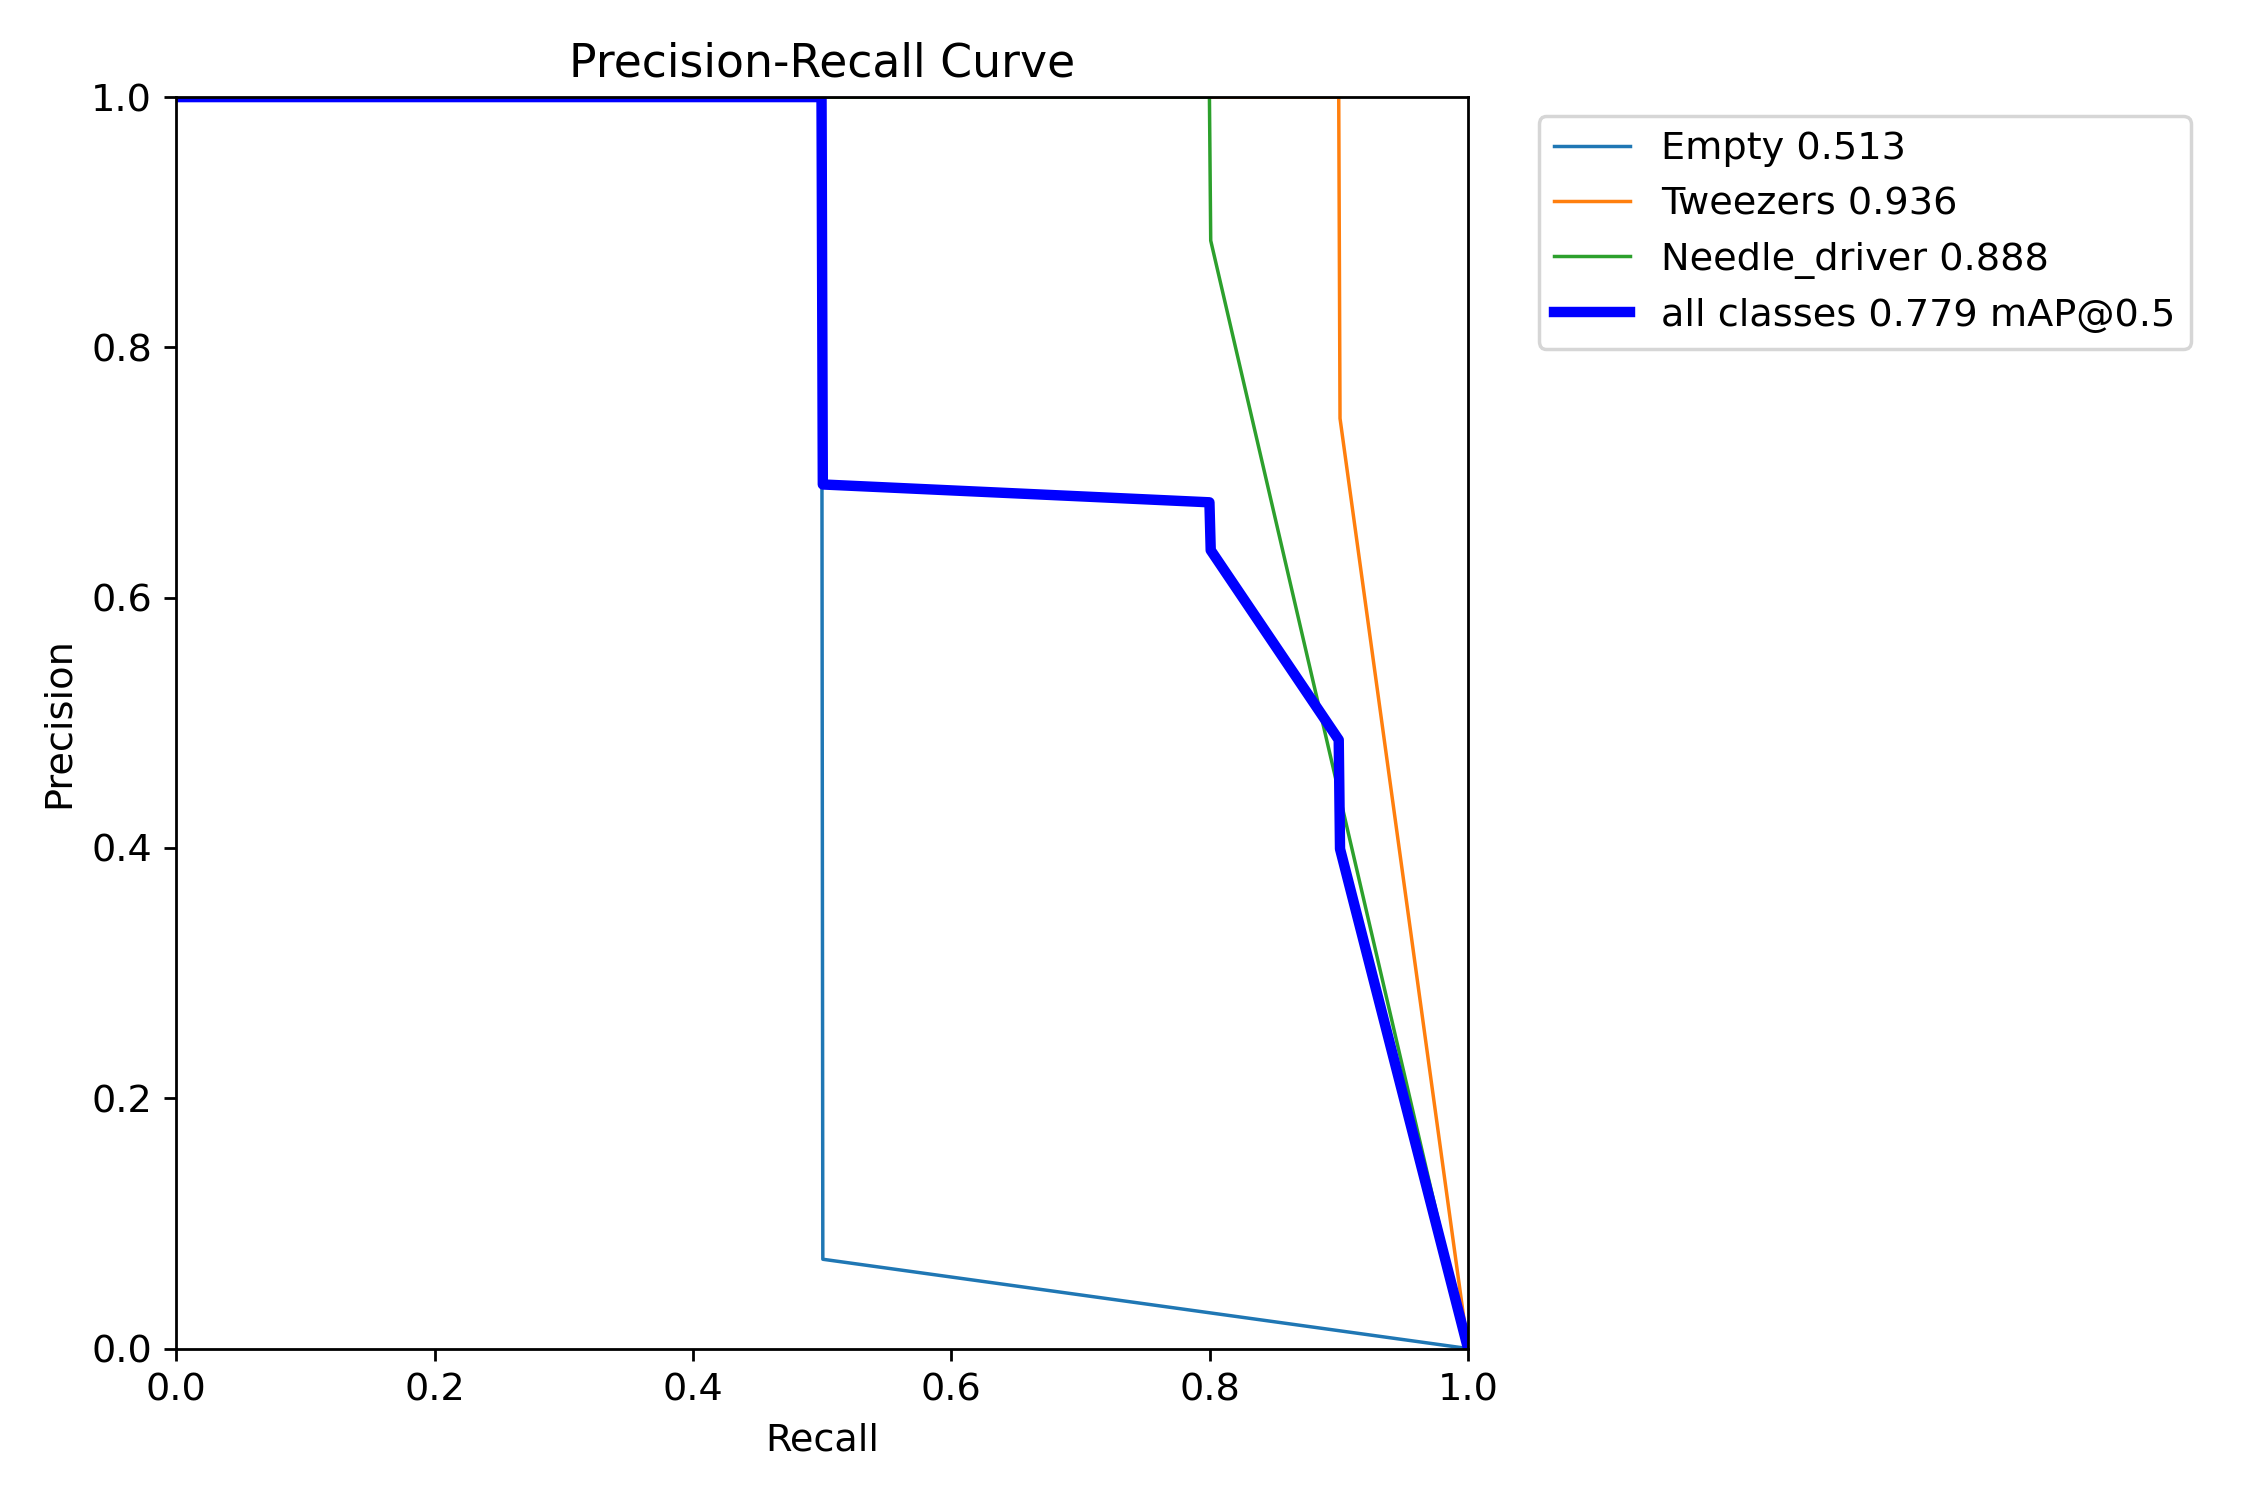 Precision-Recall Curve
1.0
0.8
0.6
0.4
0.2
0.0
Precision
0.0 0.2 0.4 0.6 0.8 1.0
Recall
Empty 0.513
Tweezers 0.936
Needle_driver 0.888
all classes 0.779 mAP@0.5